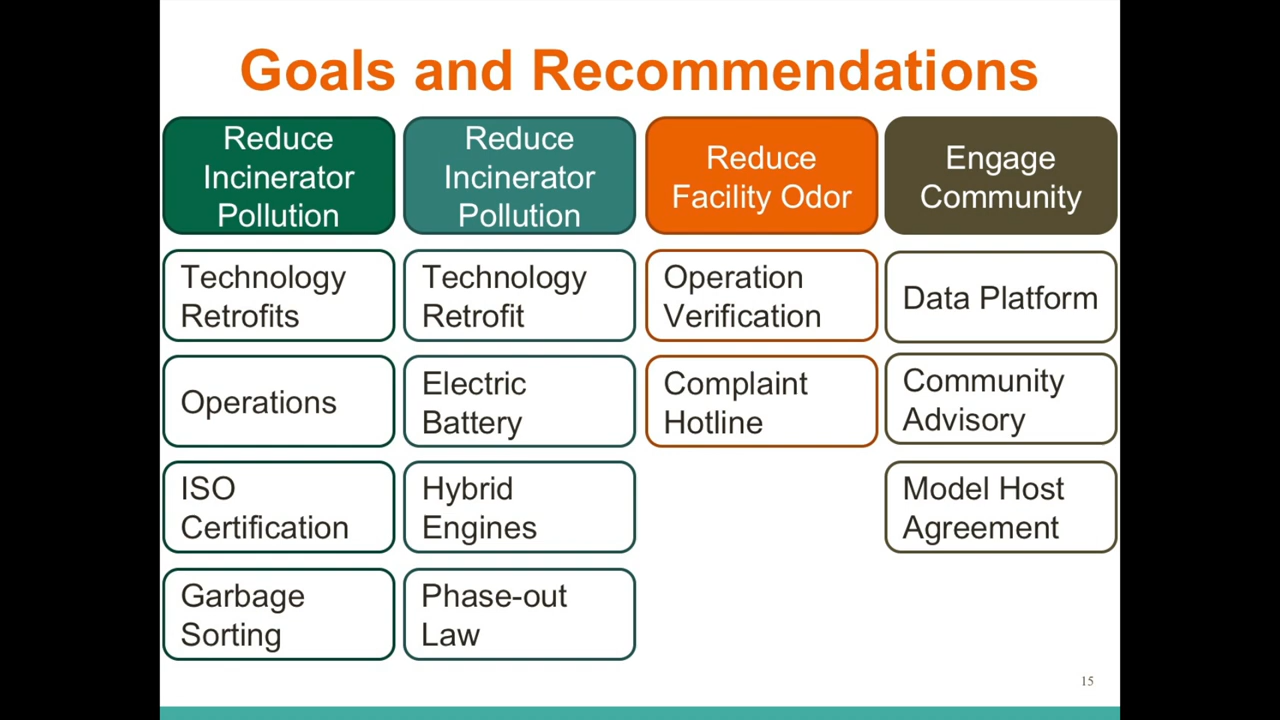 Goals and Recommendations
Reduce
Incinerator
Pollution
Technology
Retrofits
Operations
ISO
Certification
Garbage
Sorting
Reduce
Incinerator
Pollution
Technology
Retrofit
Electric
Battery
Hybrid
Engines
Phase-out
Law
Reduce
Facility Odor
Operation
Verification
Complaint
Hotline
Engage
Community
Data Platform
Community
Advisory
Model Host
Agreement
15